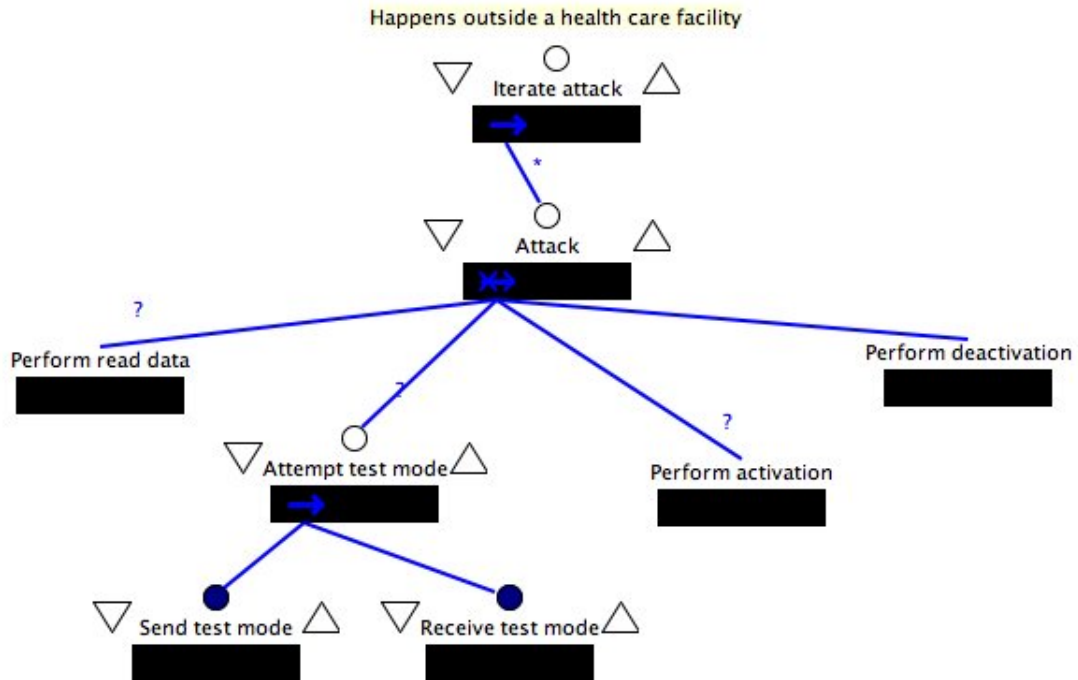 Happens outside a health care facility
Iterate attack
*
Attack
?
Perform read data
Perform deactivation
?
?
Attempt test mode
Perform activation
Send test mode
Receive test mode